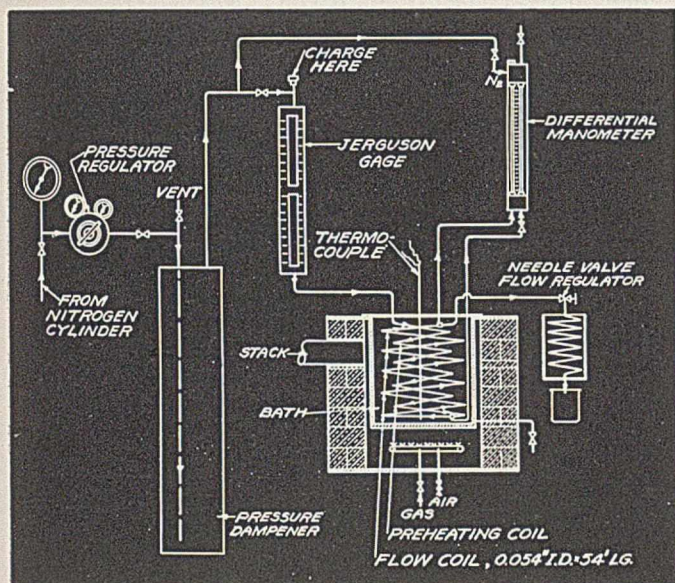 CHARGE
HERE
N2
DIFFERENTIAL
MANOMETER
JERGUSON
GAGE
PRESSURE
REGULATOR
VENT
THERMO-
COUPLE
NEEDLE VALVE
FLOW REGULATOR
FROM
NITROGEN
CYLINDER
STACK
BATH
AIR
GAS
PRESSURE
DAMPENER
PREHEATING COIL
FLOW COIL, 0.054" I.D.=54' LG.